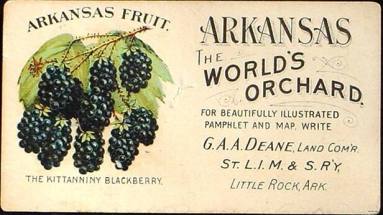 ARKANSAS FRUIT.
THE KITTANNINY BLACKBERRY.
ARKANSAS
THE
WORLD'S
ORCHARD.
FOR BEAUTIFULLY ILLUSTRATED
PAMPHLET AND MAP, WRITE
G.A.A. DEANE, LAND COM'R.
ST. L.I.M. & S. R'Y,
LITTLE ROCK, ARK.